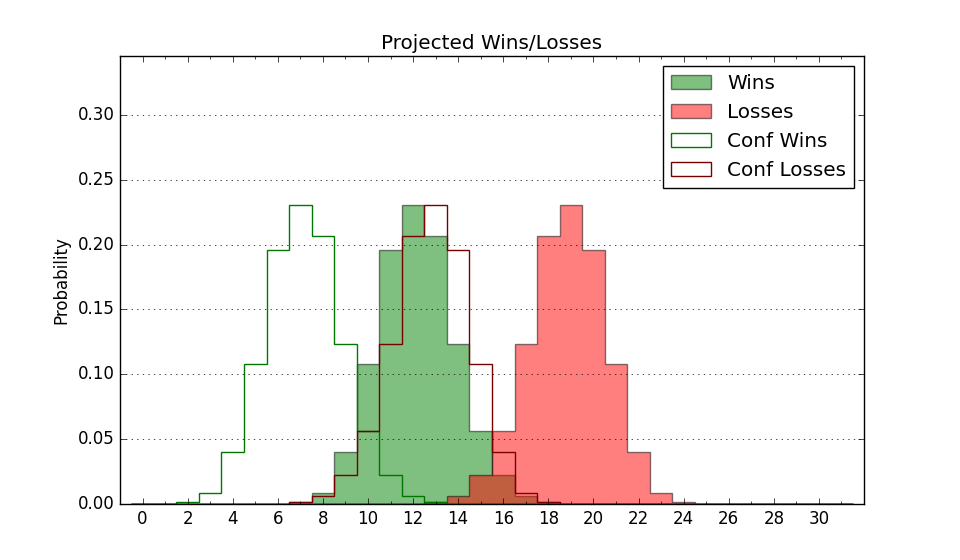 Projected Wins/Losses
Wins
Losses
Conf Wins
Conf Losses
Probability
0.30
0.25
0.20
0.15
0.10
0.05
0.00
0 2 4 6 8 10 12 14 16 18 20 22 24 26 28 30